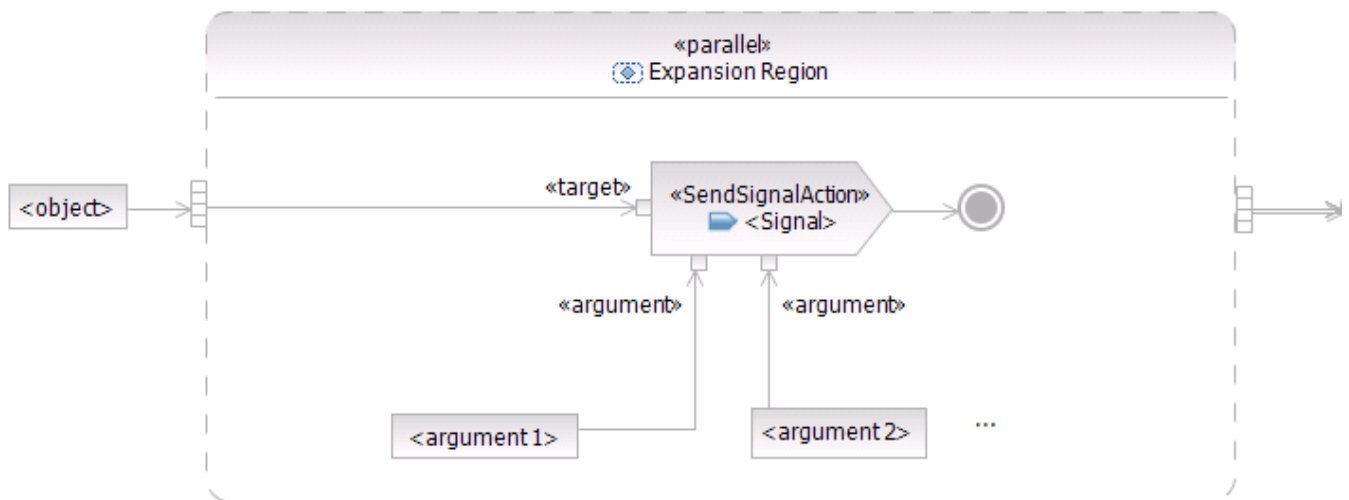 «parallel»
Expansion Region
<object>
«target»
«SendSignalAction»
<Signal>
«argument»
«argument»
<argument 1>
<argument 2>
...